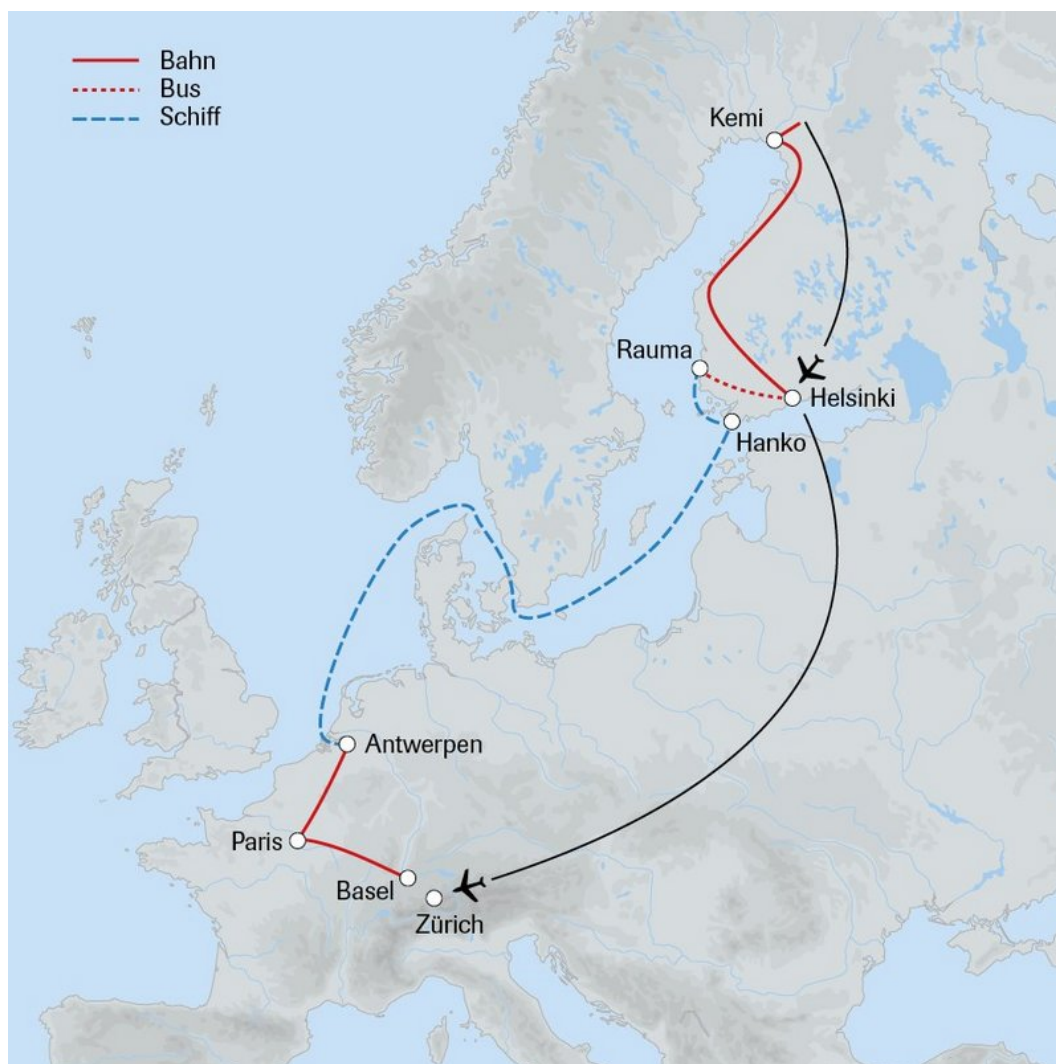 Bahn
Bus
Schiff
Kemi
Rauma
Helsinki
Hanko
Antwerpen
Paris
Basel
Zürich